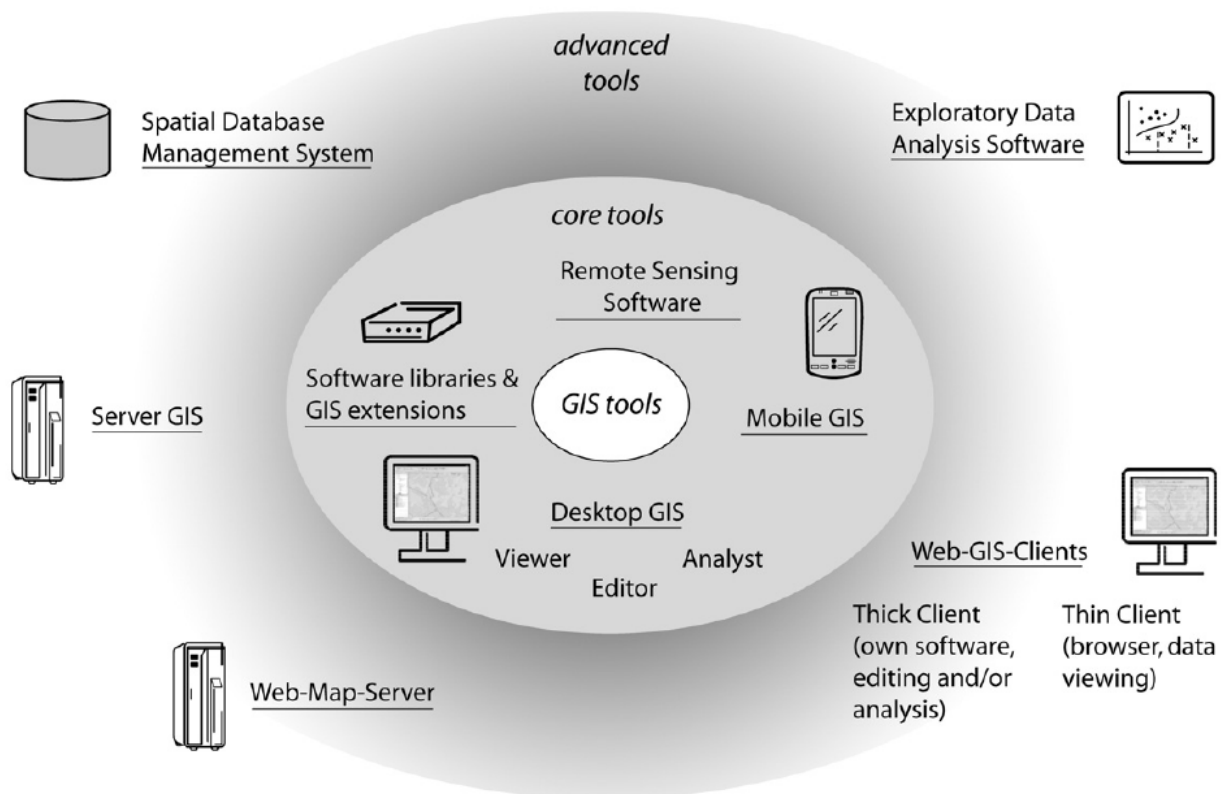 advanced
tools
Spatial Database
Management System
Exploratory Data
Analysis Software
core tools
Remote Sensing
Software
Software libraries &
GIS extensions
GIS tools
Mobile GIS
Server GIS
Desktop GIS
Viewer
Editor
Analyst
Web-GIS-Clients
Thick Client
(own software,
editing and/or
analysis)
Thin Client
(browser, data
viewing)
Web-Map-Server